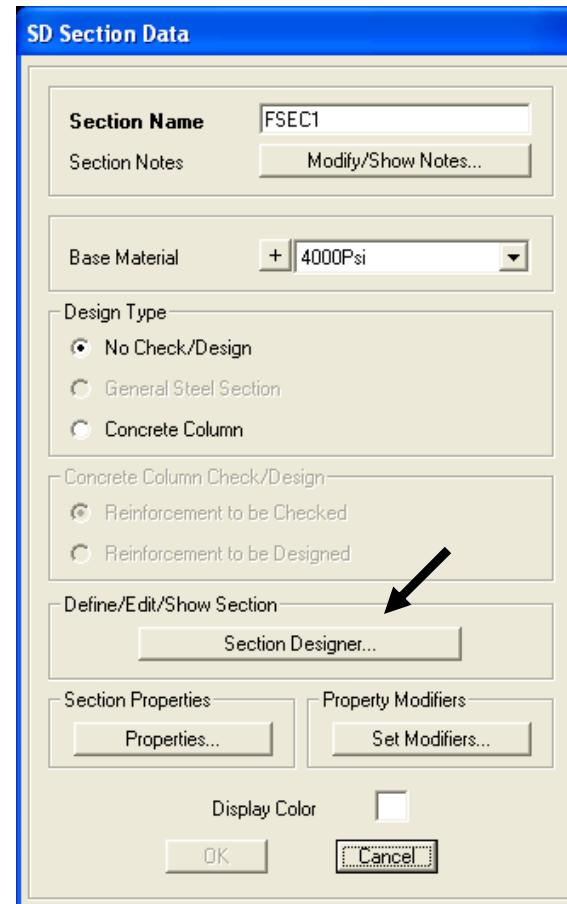 SD Section Data
Section Name FSEC1
Section Notes Modify/Show Notes...
Base Material + 4000Psi
Design Type
No Check/Design
General Steel Section
Concrete Column
Concrete Column Check/Design
Reinforcement to be Checked
Reinforcement to be Designed
Define/Edit/Show Section
Section Designer...
Section Properties Property Modifiers
Properties... Set Modifiers...
Display Color
OK Cancel